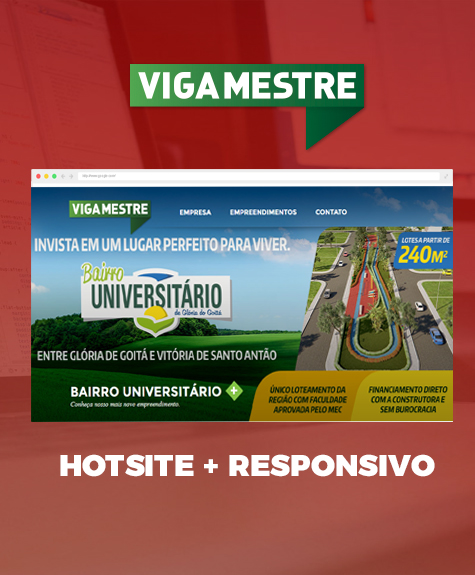 VIGAMESTRE
VIGAMESTRE
EMPRESA EMPREENDIMENTOS CONTATO
INVISTA EM UM LUGAR PERFEITO PARA VIVER.
LOTES A PARTIR DE
240M²
Bairro
UNIVERSITÁRIO
de Glória do Goitá
ENTRE GLÓRIA DE GOITÁ E VITÓRIA DE SANTO ANTÃO
BAIRRO UNIVERSITÁRIO +
Conheça nosso mais novo empreendimento.
ÚNICO LOTEAMENTO DA
REGIÃO COM FACULDADE
APROVADA PELO MEC
FINANCIAMENTO DIRETO
COM A CONSTRUTORA E
SEM BUROCRACIA
HOTSITE + RESPONSIVO